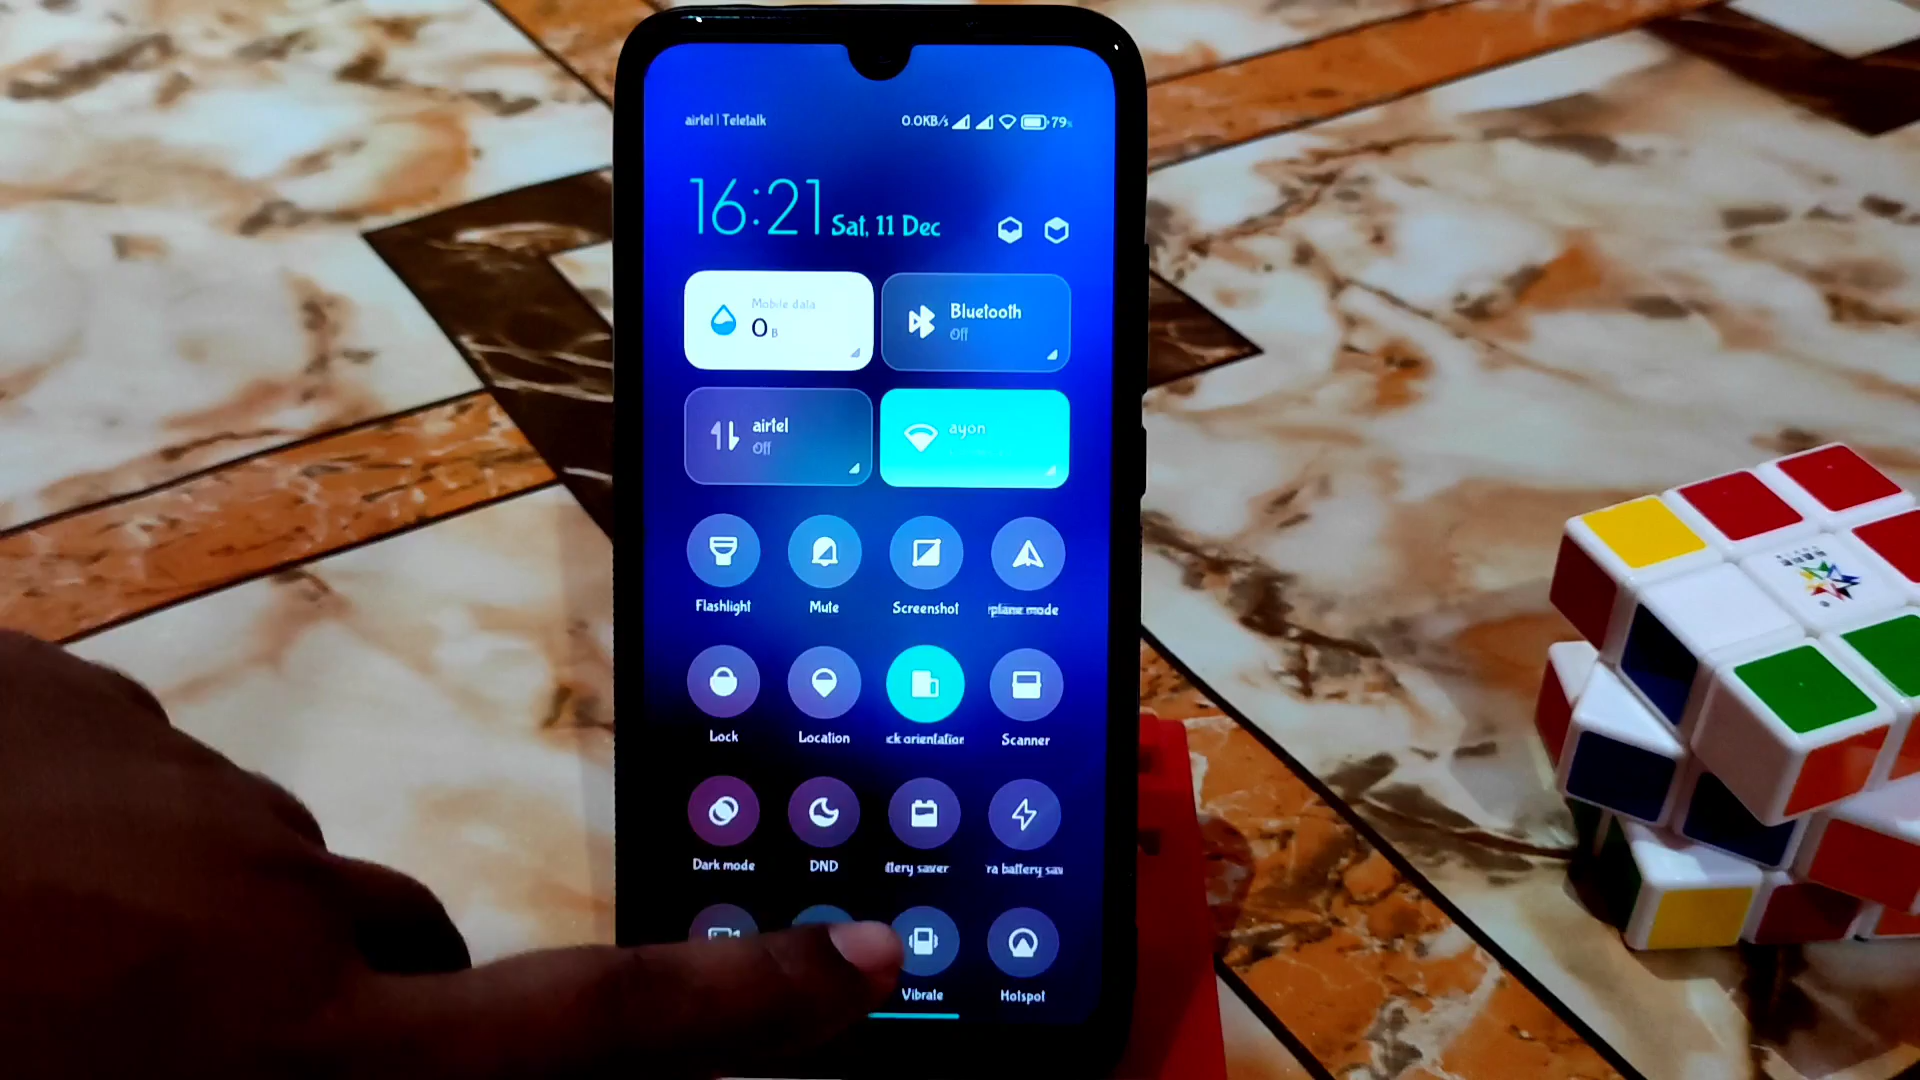 airtel | Teletalk 0.0KB/s 79%
16:21 Sat, 11 Dec
Mobile data
0 B
Bluetooth
Off
airtel
Off
ayon
Flashlight Mute Screenshot rplane mode
Lock Location ck orientation Scanner
Dark mode DND ttery saver ra battery sav
Vibrate Hotspot